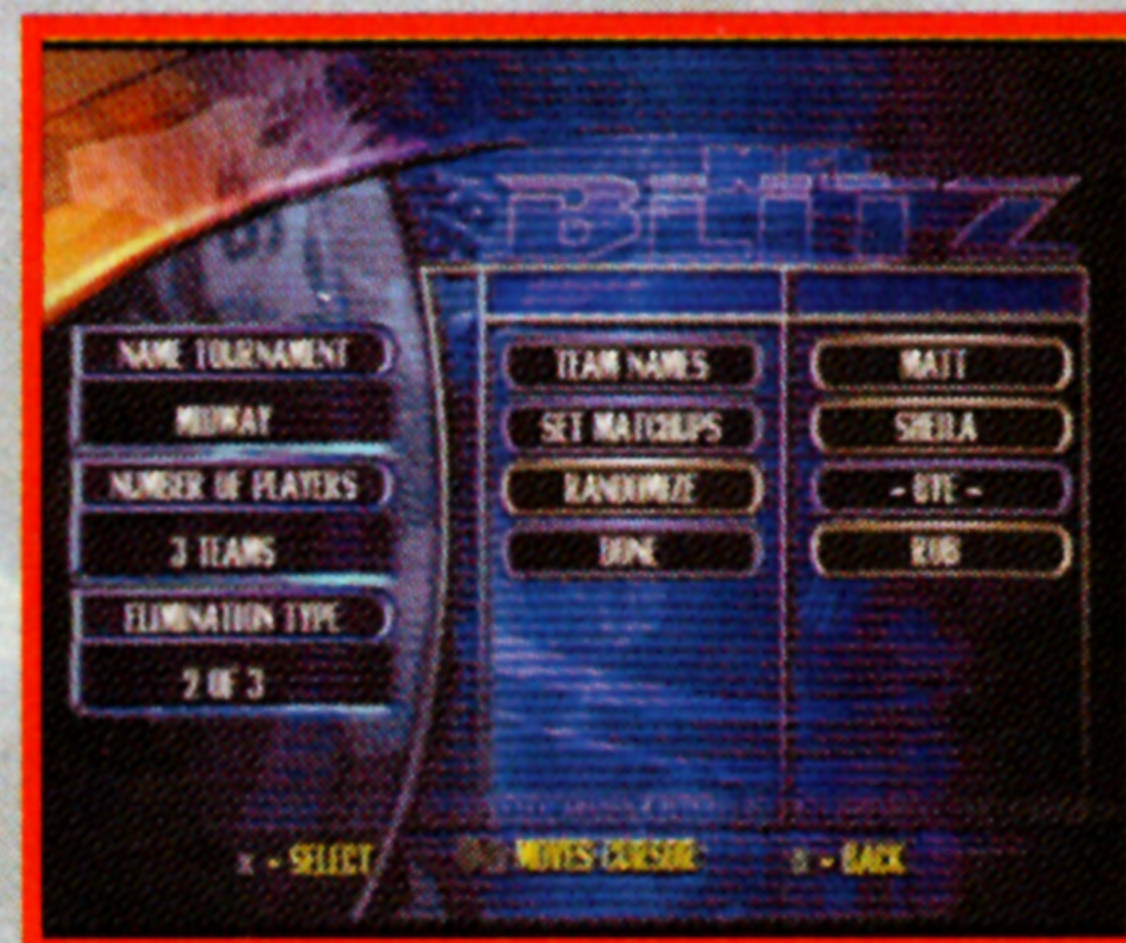 NFL
BLITZ
NAME TOURNAMENT
MIDWAY
NUMBER OF PLAYERS
3 TEAMS
ELIMINATION TYPE
2 OF 3
TEAM NAMES
SET MATCHUPS
RANDOMIZE
DONE
MATT
SHEILA
- BYE -
ROB
- SELECT
MOVES CURSOR
- BACK